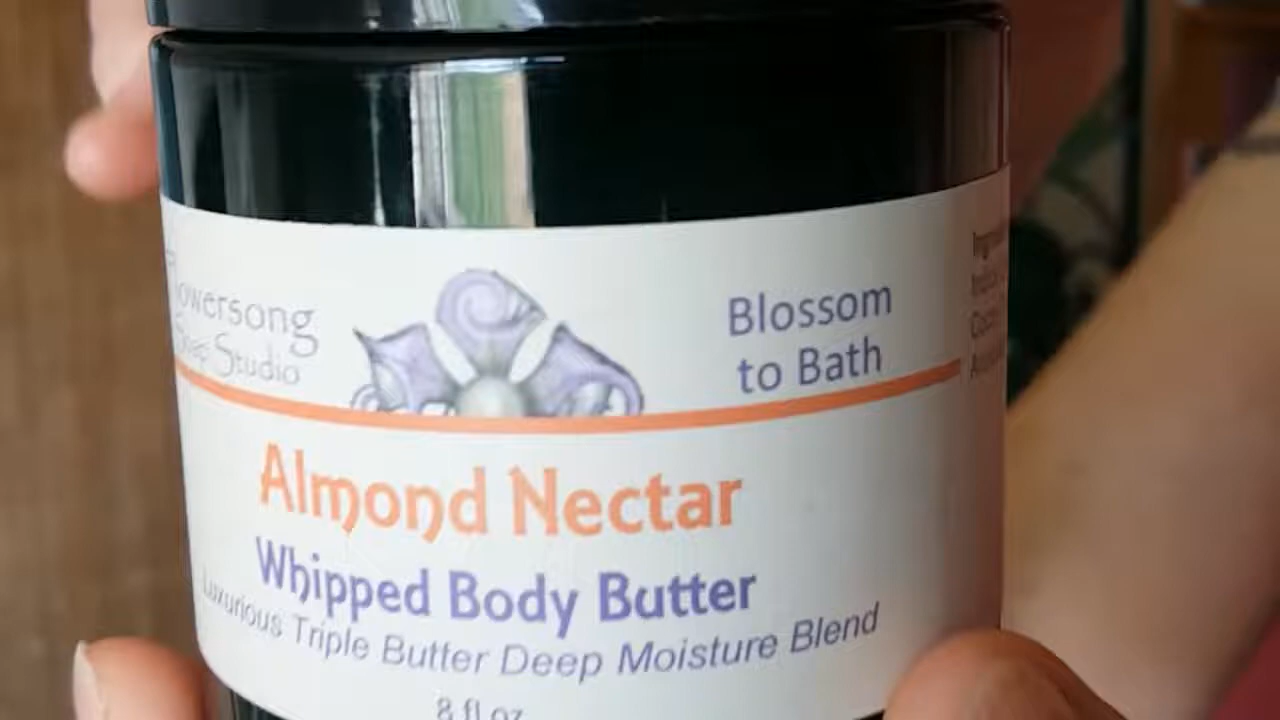 Flowersong
Soap Studio
Blossom
to Bath
Almond Nectar
Whipped Body Butter
Luxurious Triple Butter Deep Moisture Blend
8 fl oz